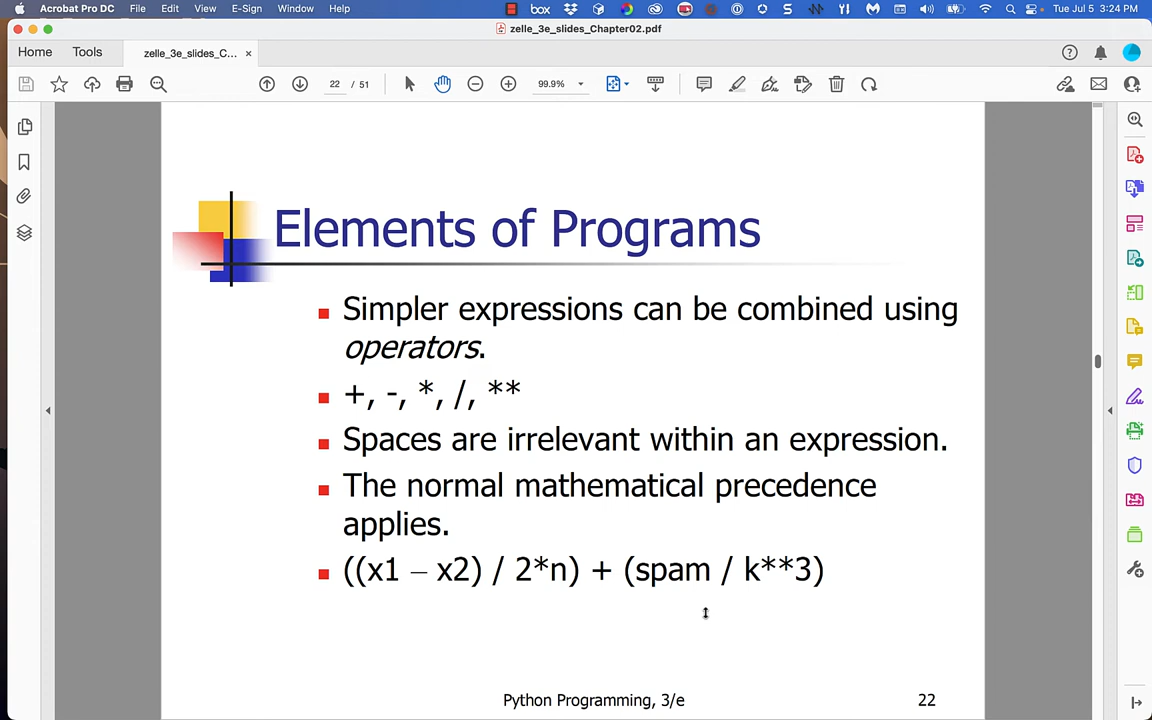 Acrobat Pro DC File Edit View E-Sign Window Help box Tue Jul 5 3:24 PM
zelle_3e_slides_Chapter02.pdf
Home Tools zelle_3e_slides_C... ×
22 / 51 99.9%
Elements of Programs
Simpler expressions can be combined using
operators.
+, -, *, /, **
Spaces are irrelevant within an expression.
The normal mathematical precedence
applies.
((x1 – x2) / 2*n) + (spam / k**3)
Python Programming, 3/e 22